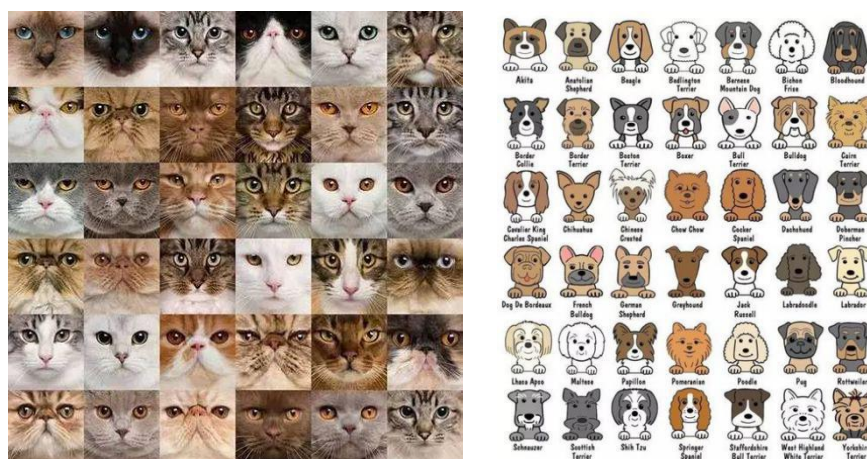 Akita Anatolian Shepherd Beagle Bedlington Terrier Bernese Mountain Dog Bichon Frise Bloodhound
Border Collie Border Terrier Boston Terrier Boxer Bull Terrier Bulldog Cairn Terrier
Cavalier King Charles Spaniel Chihuahua Chinese Crested Chow Chow Cocker Spaniel Dachshund Doberman Pincher
Dog De Bordeaux French Bulldog German Shepherd Greyhound Jack Russell Labradoodle Labrador
Lhasa Apso Maltese Papillon Pomeranian Poodle Pug Rottweiler
Schnauzer Scottish Terrier Shih Tzu Springer Spaniel Staffordshire Bull Terrier West Highland White Terrier Yorkshire Terrier